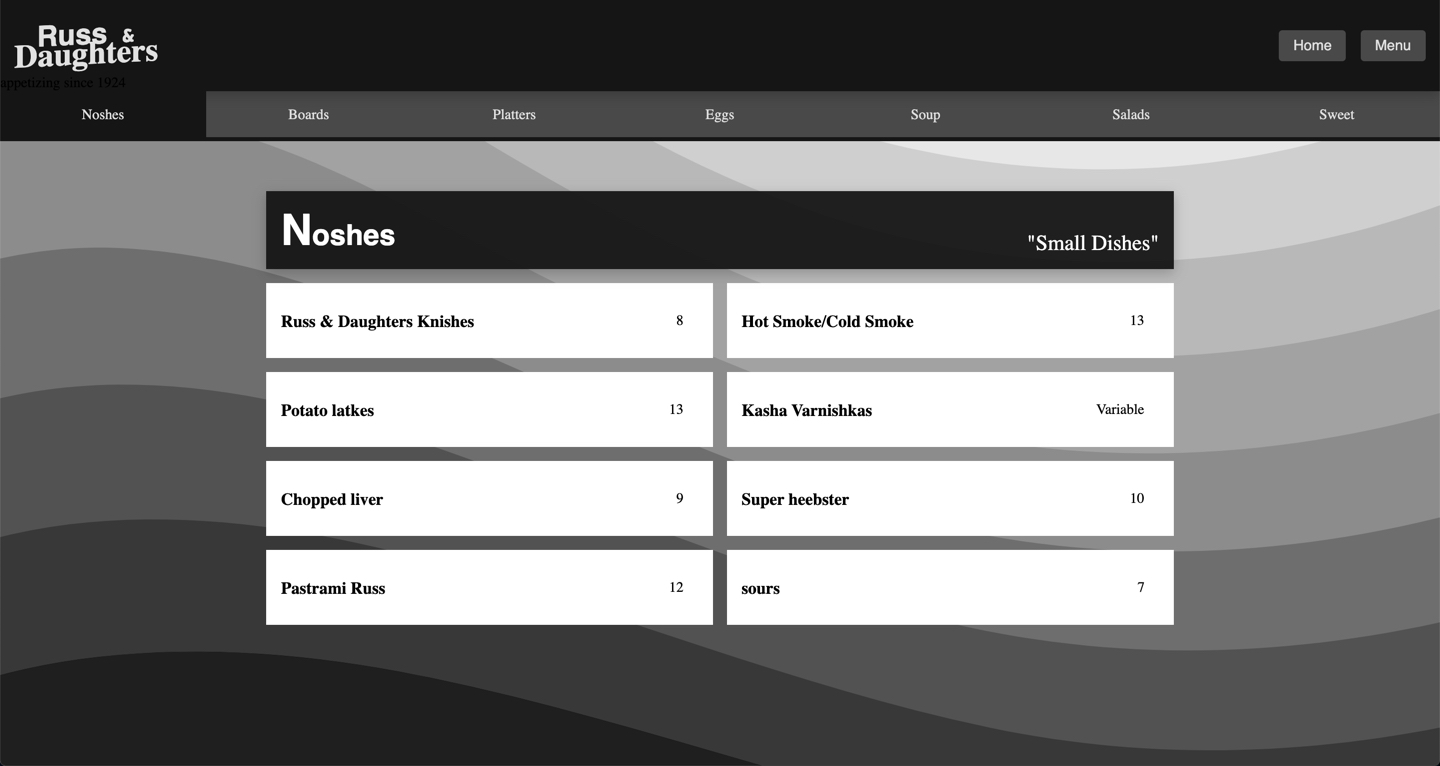 Russ &
Daughters
appetizing since 1924
Home Menu
Noshes Boards Platters Eggs Soup Salads Sweet
Noshes
"Small Dishes"
Russ & Daughters Knishes 8
Hot Smoke/Cold Smoke 13
Potato latkes 13
Kasha Varnishkas Variable
Chopped liver 9
Super heebster 10
Pastrami Russ 12
sours 7